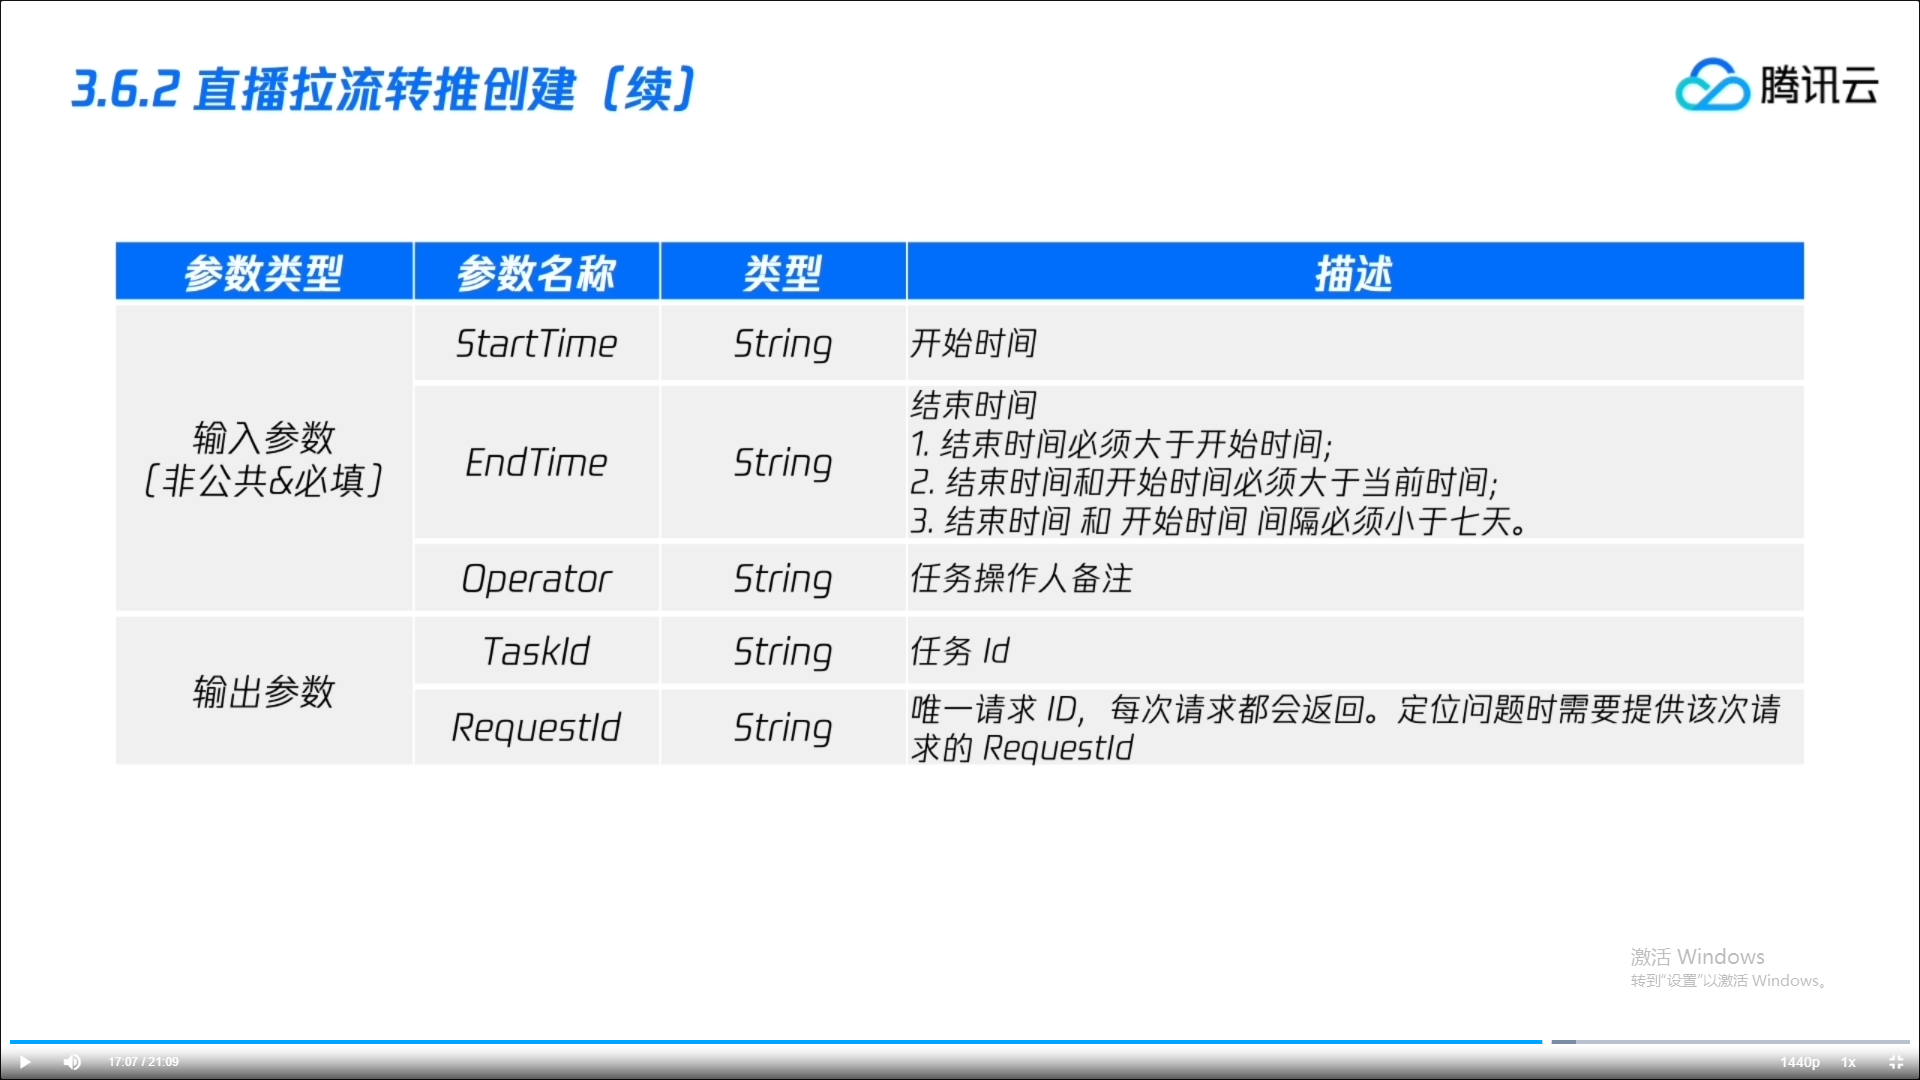 3.6.2 直播拉流转推创建（续）
腾讯云
参数类型 参数名称 类型 描述
输入参数
（非公共&必填）
StartTime String 开始时间
EndTime String 结束时间
1. 结束时间必须大于开始时间;
2. 结束时间和开始时间必须大于当前时间;
3. 结束时间 和 开始时间 间隔必须小于七天。
Operator String 任务操作人备注
输出参数
TaskId String 任务 Id
RequestId String 唯一请求 ID，每次请求都会返回。定位问题时需要提供该次请
求的 RequestId
激活 Windows
转到“设置”以激活 Windows。
17:07 / 21:09
1440p 1x